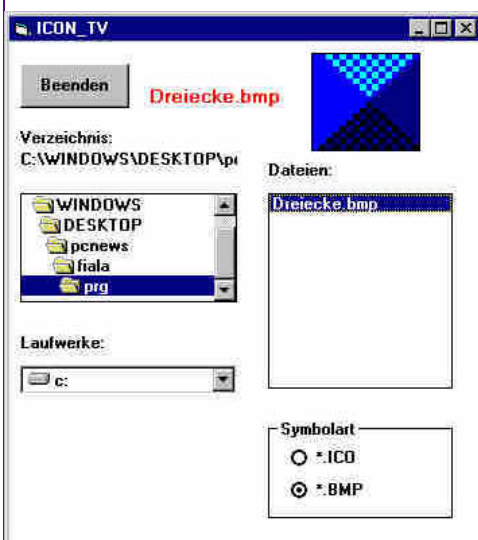 ICON_TV
Beenden
Dreiecke.bmp
Verzeichnis:
C:\WINDOWS\DESKTOP\pc
WINDOWS
DESKTOP
pcnews
fiala
prg
Laufwerke:
c:
Dateien:
Dreiecke.bmp
Symbolart
*.ICO
*.BMP